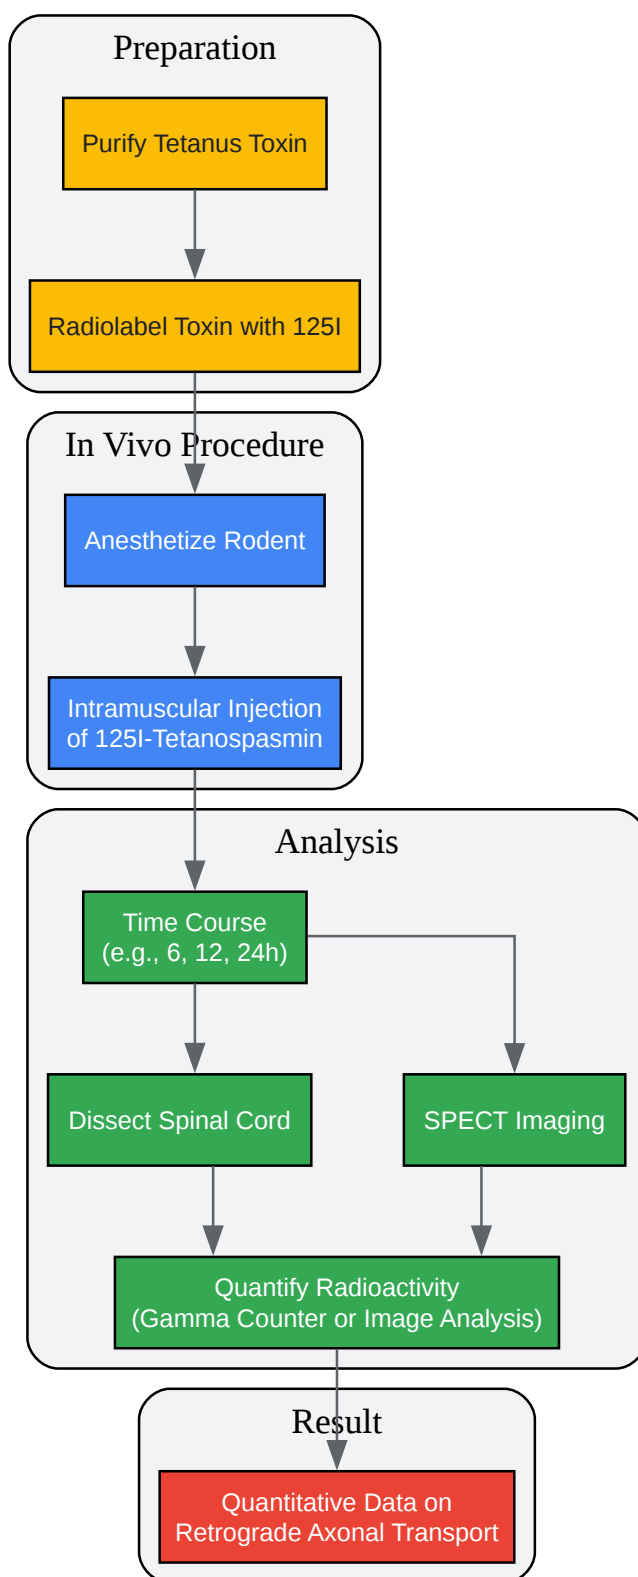 Preparation
Purify Tetanus Toxin
Radiolabel Toxin with 125I
In Vivo Procedure
Anesthetize Rodent
Intramuscular Injection
of 125I-Tetanospasmin
Analysis
Time Course
(e.g., 6, 12, 24h)
Dissect Spinal Cord
SPECT Imaging
Quantify Radioactivity
(Gamma Counter or Image Analysis)
Result
Quantitative Data on
Retrograde Axonal Transport